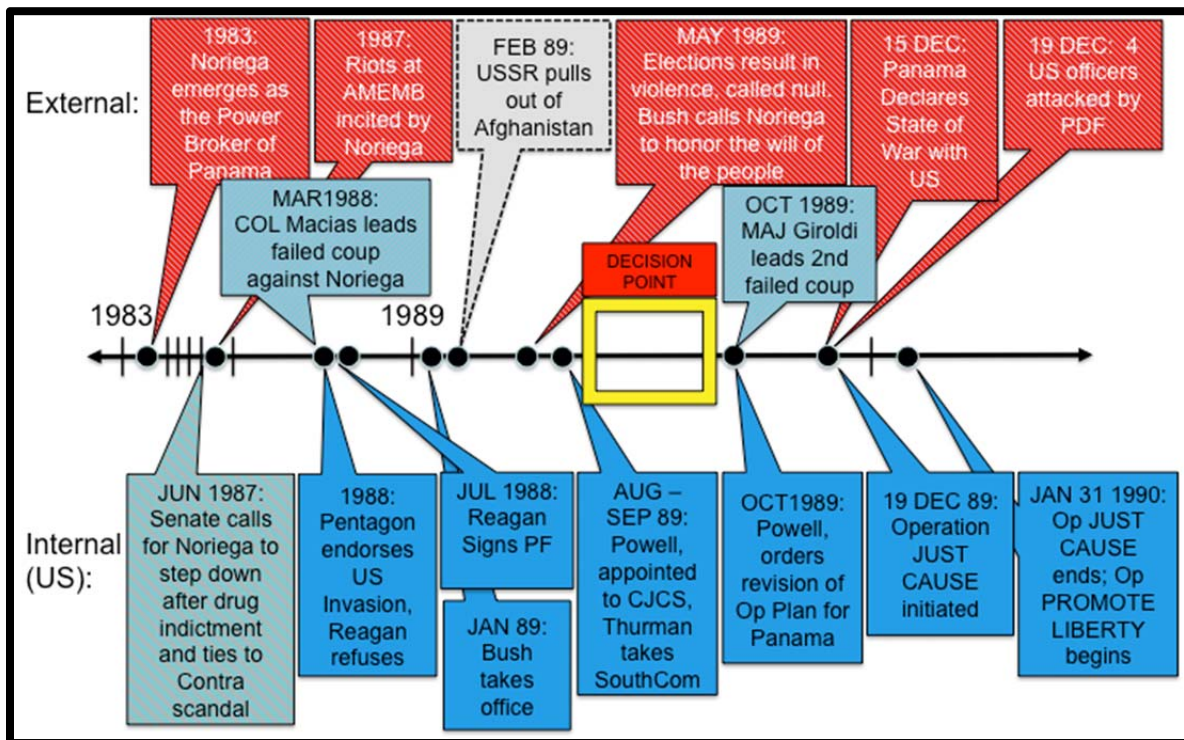 External:
1983:
Noriega
emerges as
the Power
Broker of
Panama
1987:
Riots at
AMEMB
incited by
Noriega
FEB 89:
USSR pulls
out of
Afghanistan
MAY 1989:
Elections result in
violence, called null.
Bush calls Noriega
to honor the will of
the people
15 DEC:
Panama
Declares
State of
War with
US
19 DEC: 4
US officers
attacked by
PDF
MAR1988:
COL Macias leads
failed coup
against Noriega
OCT 1989:
MAJ Giroldi
leads 2nd
failed coup
DECISION
POINT
1983
1989
Internal
(US):
JUN 1987:
Senate calls
for Noriega to
step down
after drug
indictment
and ties to
Contra
scandal
1988:
Pentagon
endorses
US
Invasion,
Reagan
refuses
JUL 1988:
Reagan
Signs PF
JAN 89:
Bush
takes
office
AUG –
SEP 89:
Powell,
appointed
to CJCS,
Thurman
takes
SouthCom
OCT1989:
Powell,
orders
revision of
Op Plan for
Panama
19 DEC 89:
Operation
JUST
CAUSE
initiated
JAN 31 1990:
Op JUST
CAUSE
ends; Op
PROMOTE
LIBERTY
begins